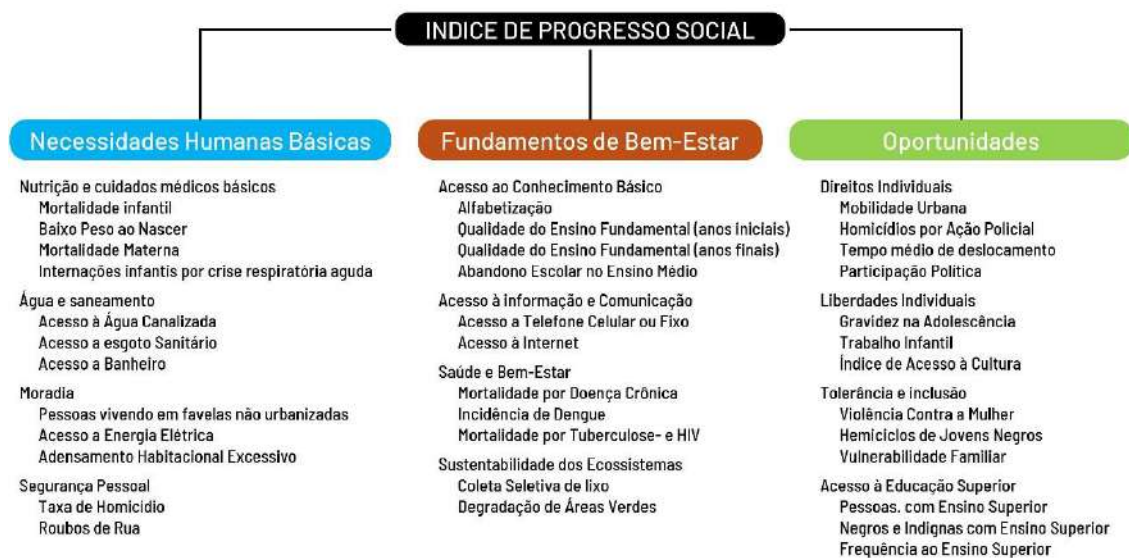 INDICE DE PROGRESSO SOCIAL
Necessidades Humanas Básicas
Nutrição e cuidados médicos básicos
Mortalidade infantil
Baixo Peso ao Nascer
Mortalidade Materna
Internações infantis por crise respiratória aguda
Água e saneamento
Acesso à Água Canalizada
Acesso a esgoto Sanitário
Acesso a Banheiro
Moradia
Pessoas vivendo em favelas não urbanizadas
Acesso a Energia Elétrica
Adensamento Habitacional Excessivo
Segurança Pessoal
Taxa de Homicídio
Roubos de Rua
Fundamentos de Bem-Estar
Acesso ao Conhecimento Básico
Alfabetização
Qualidade do Ensino Fundamental (anos iniciais)
Qualidade do Ensino Fundamental (anos finais)
Abandono Escolar no Ensino Médio
Acesso à informação e Comunicação
Acesso a Telefone Celular ou Fixo
Acesso à Internet
Saúde e Bem-Estar
Mortalidade por Doença Crônica
Incidência de Dengue
Mortalidade por Tuberculose- e HIV
Sustentabilidade dos Ecossistemas
Coleta Seletiva de lixo
Degradação de Áreas Verdes
Oportunidades
Direitos Individuais
Mobilidade Urbana
Homicídios por Ação Policial
Tempo médio de deslocamento
Participação Política
Liberdades Individuais
Gravidez na Adolescência
Trabalho Infantil
Índice de Acesso à Cultura
Tolerância e inclusão
Violência Contra a Mulher
Hemiciclos de Jovens Negros
Vulnerabilidade Familiar
Acesso à Educação Superior
Pessoas. com Ensino Superior
Negros e Indignas com Ensino Superior
Frequência ao Ensino Superior